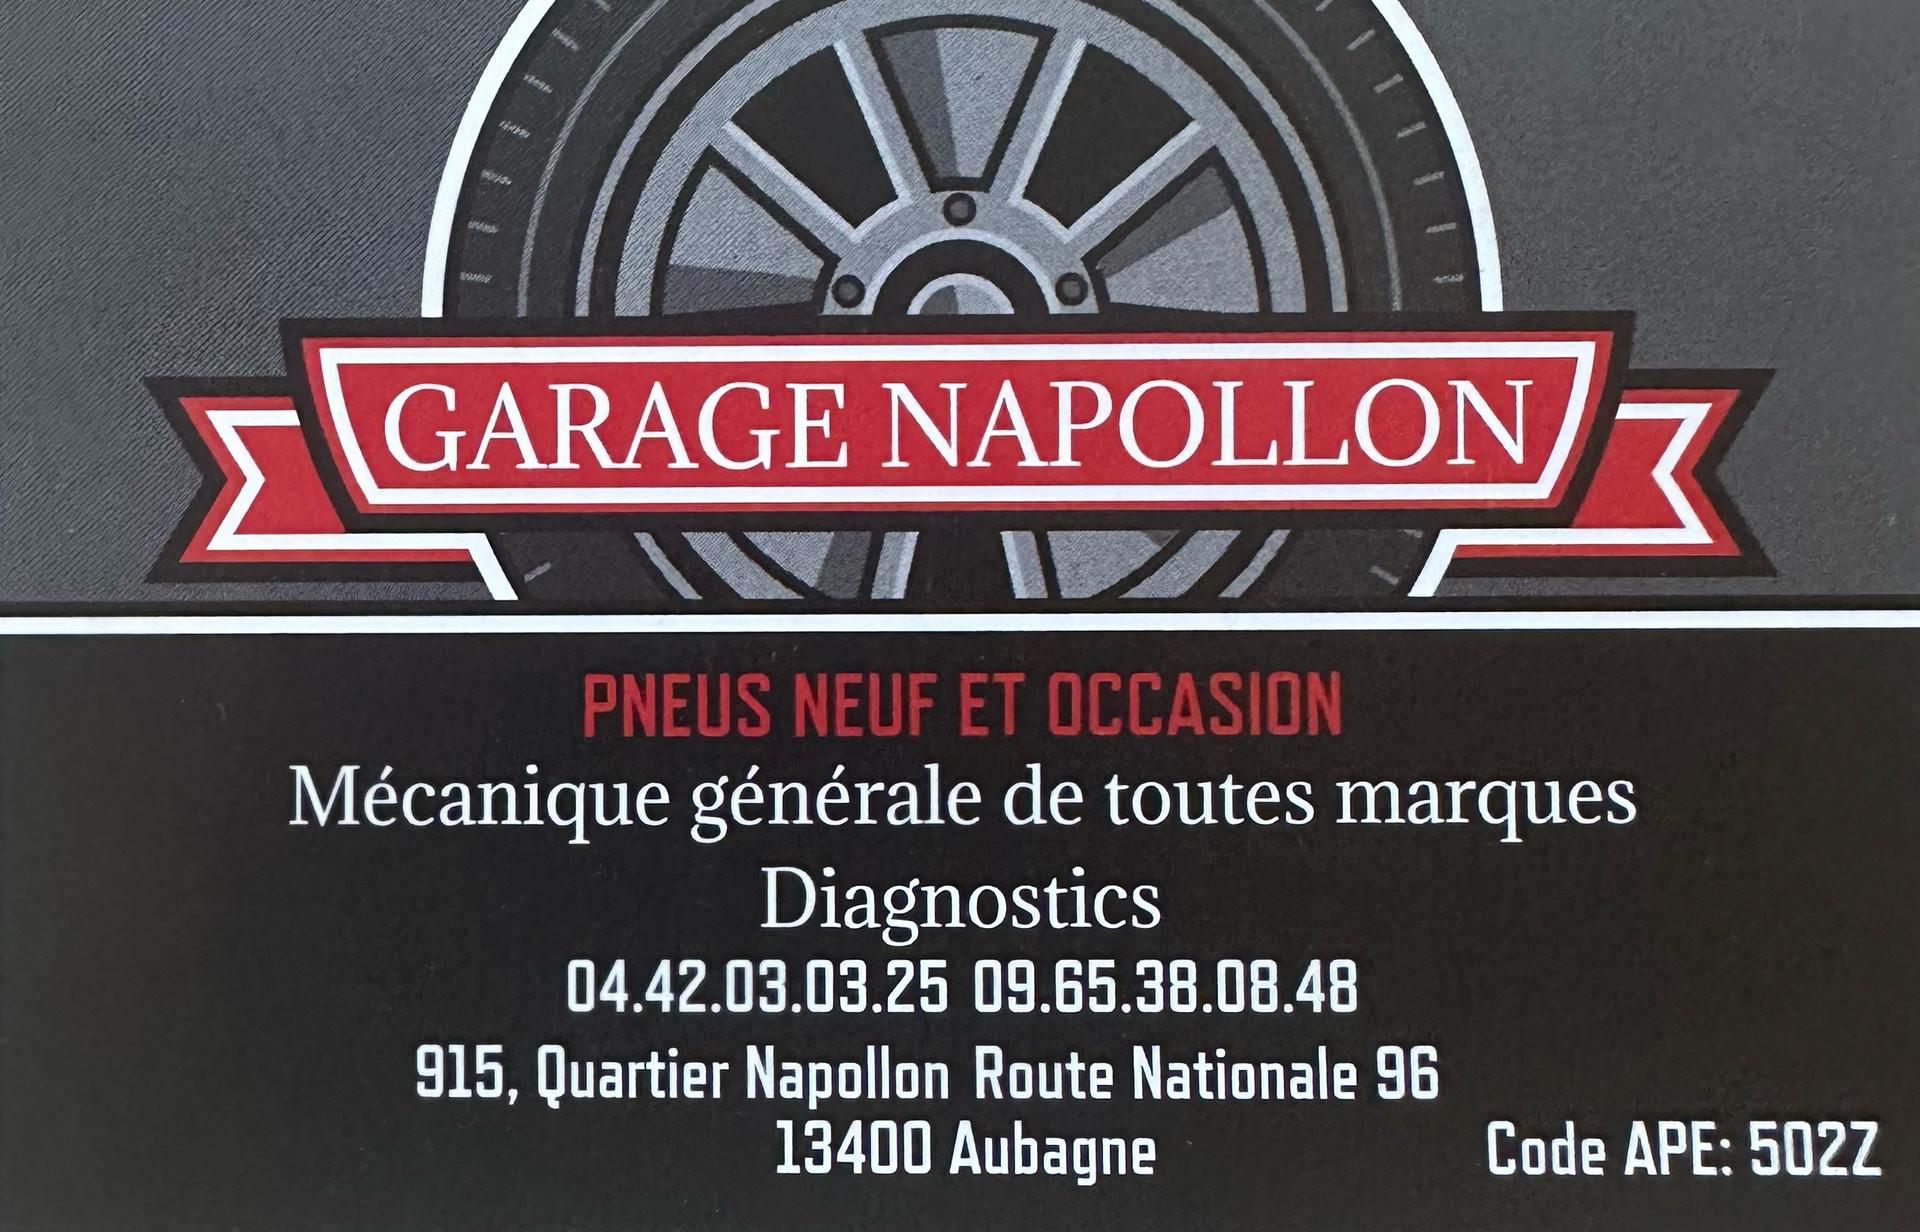 GARAGE NAPOLLON
PNEUS NEUF ET OCCASION
Mécanique générale de toutes marques
Diagnostics
04.42.03.03.25 09.65.38.08.48
915, Quartier Napollon Route Nationale 96
13400 Aubagne
Code APE: 502Z